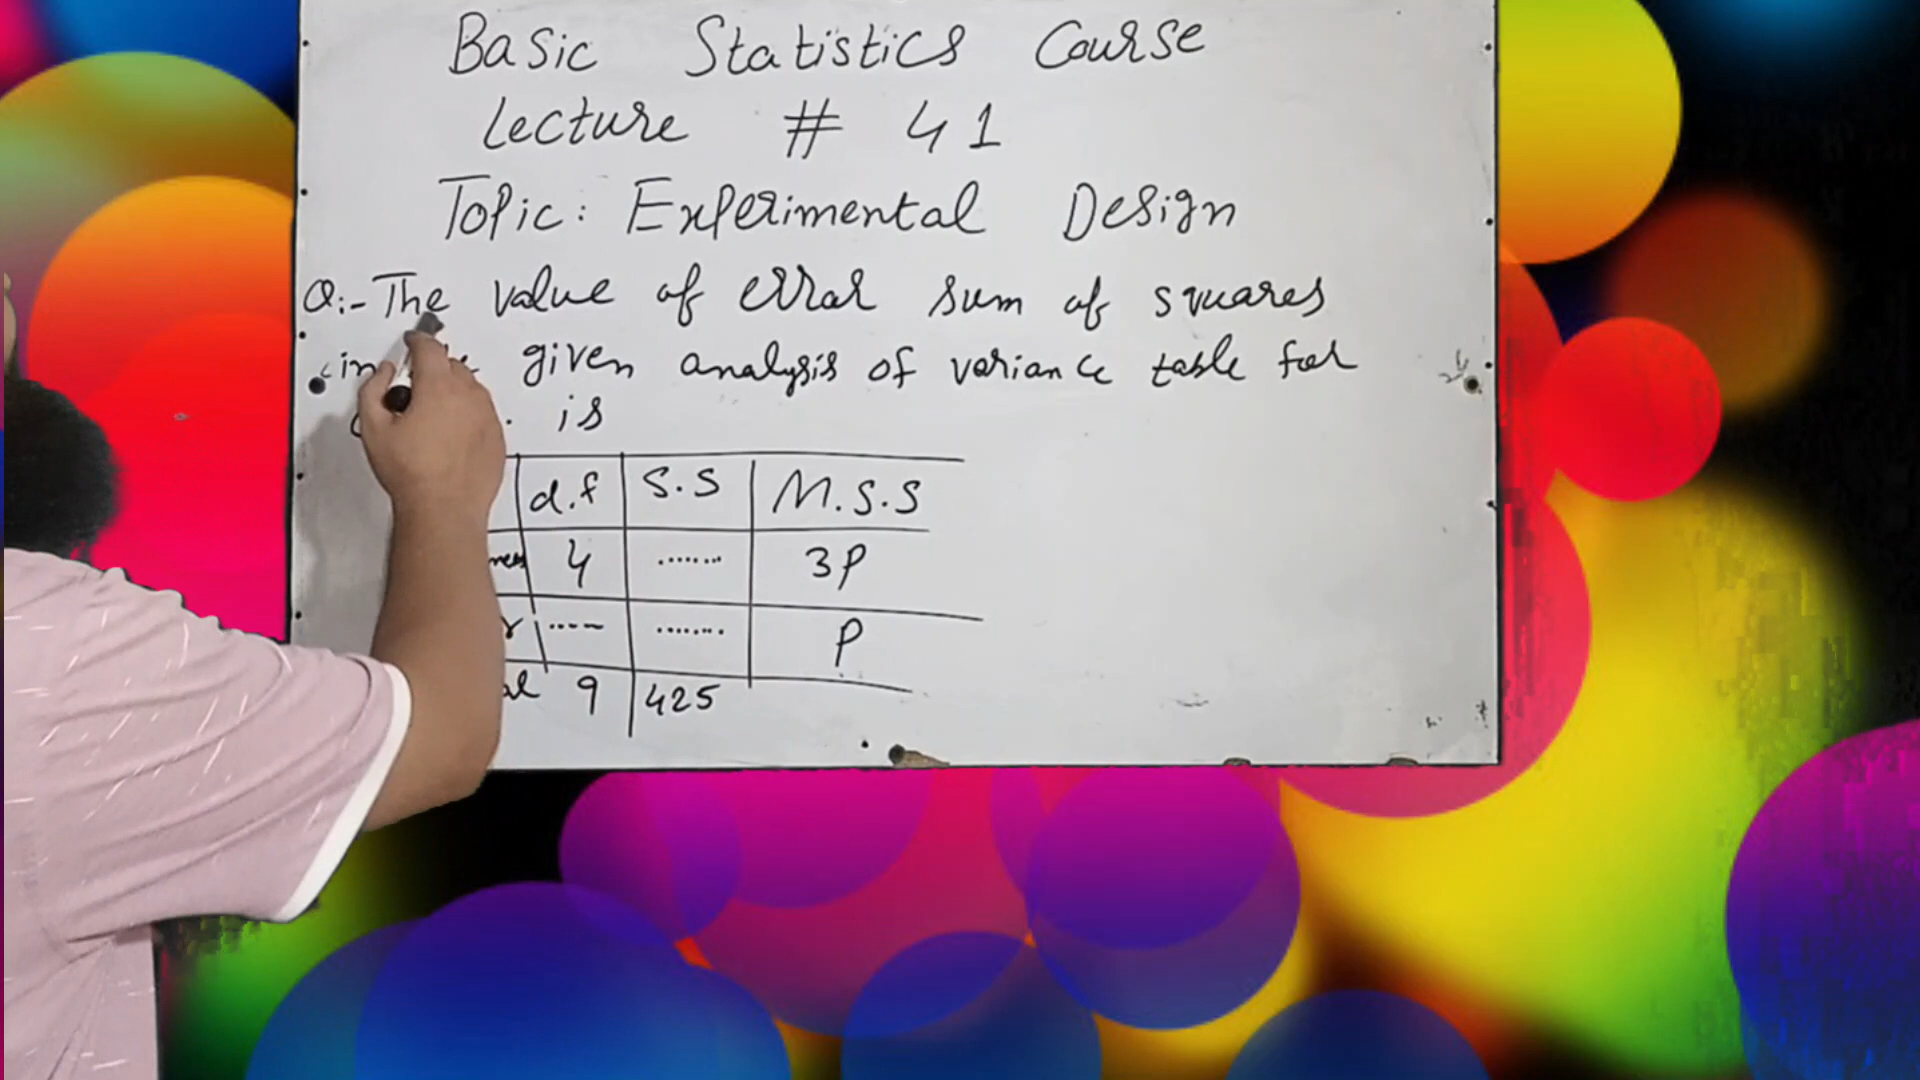 Basic Statistics Course
Lecture # 41
Topic: Experimental Design
Q:- The value of error sum of squares
in given analysis of variance table for
is
d.f S.S M.S.S
4 ....... 3P
.... ....... P
9 425